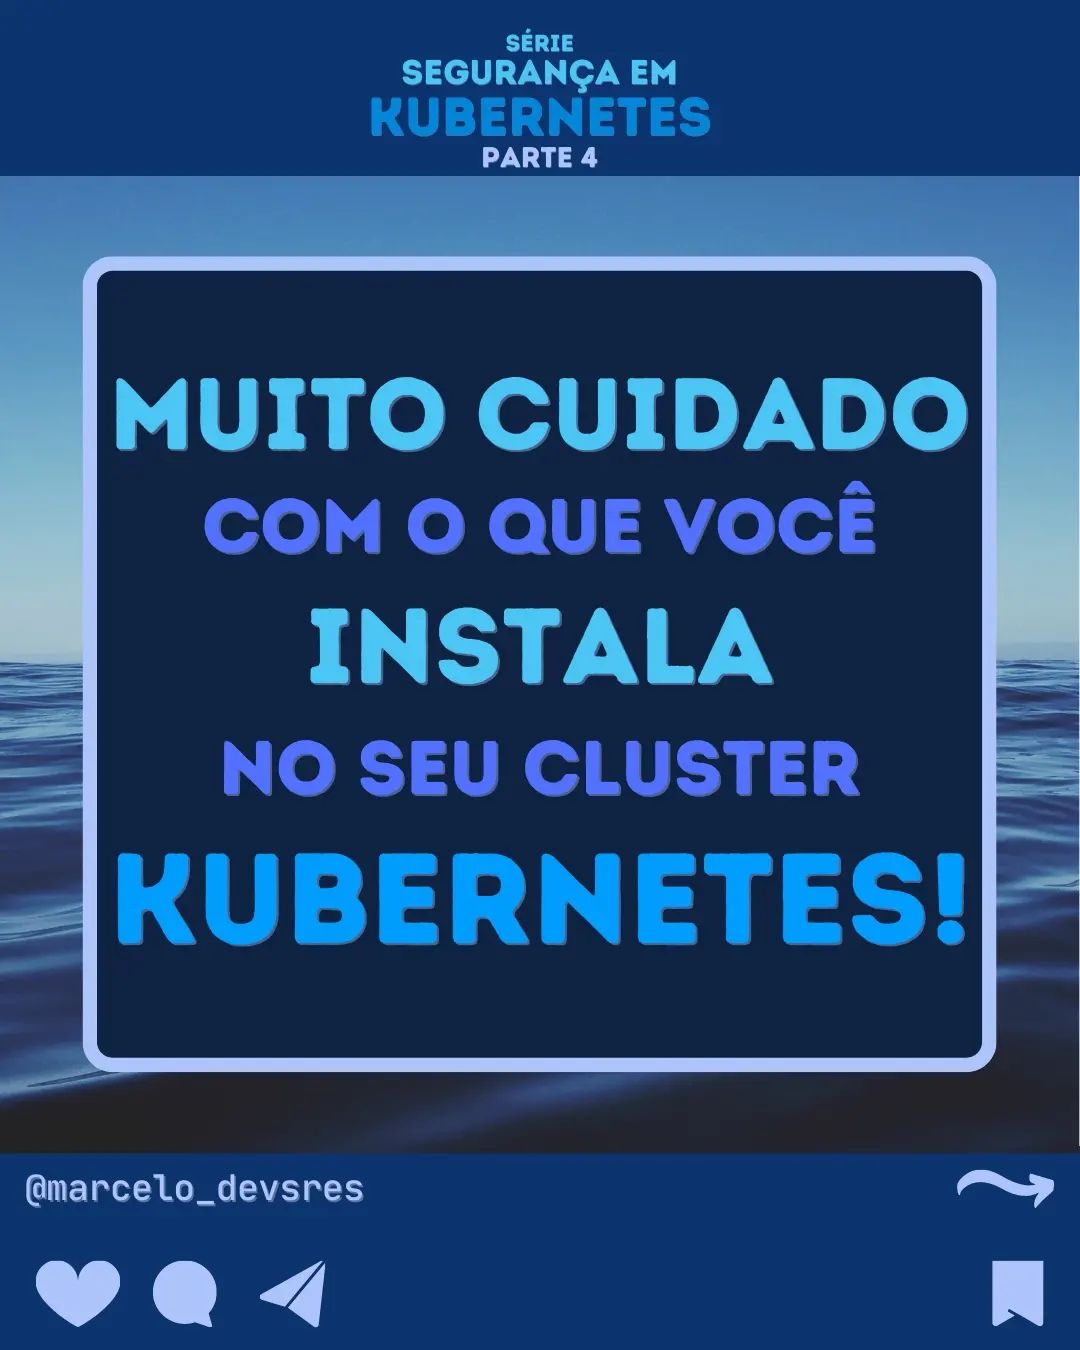 SÉRIE
SEGURANÇA EM
KUBERNETES
PARTE 4
MUITO CUIDADO
COM O QUE VOCÊ
INSTALA
NO SEU CLUSTER
KUBERNETES!
@marcelo_devsres